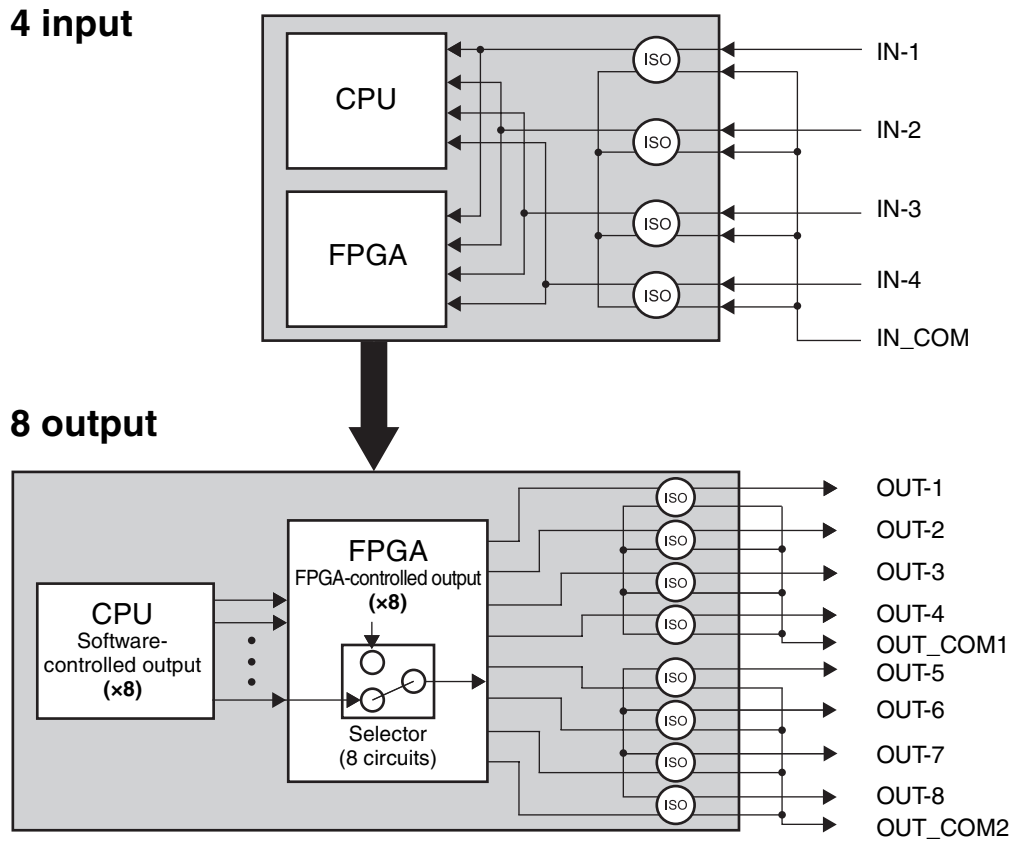 4 input
CPU
FPGA
ISO
ISO
ISO
ISO
IN-1
IN-2
IN-3
IN-4
IN_COM
8 output
CPU
Software-
controlled output
(×8)
FPGA
FPGA-controlled output
(×8)
Selector
(8 circuits)
ISO
ISO
ISO
ISO
ISO
ISO
ISO
ISO
OUT-1
OUT-2
OUT-3
OUT-4
OUT_COM1
OUT-5
OUT-6
OUT-7
OUT-8
OUT_COM2